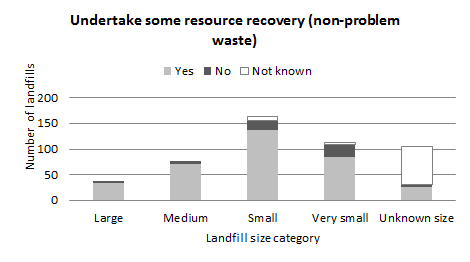 Undertake some resource recovery (non-problem
waste)
Yes No Not known
Number of landfills
200
150
100
50
0
Large Medium Small Very small Unknown size
Landfill size category